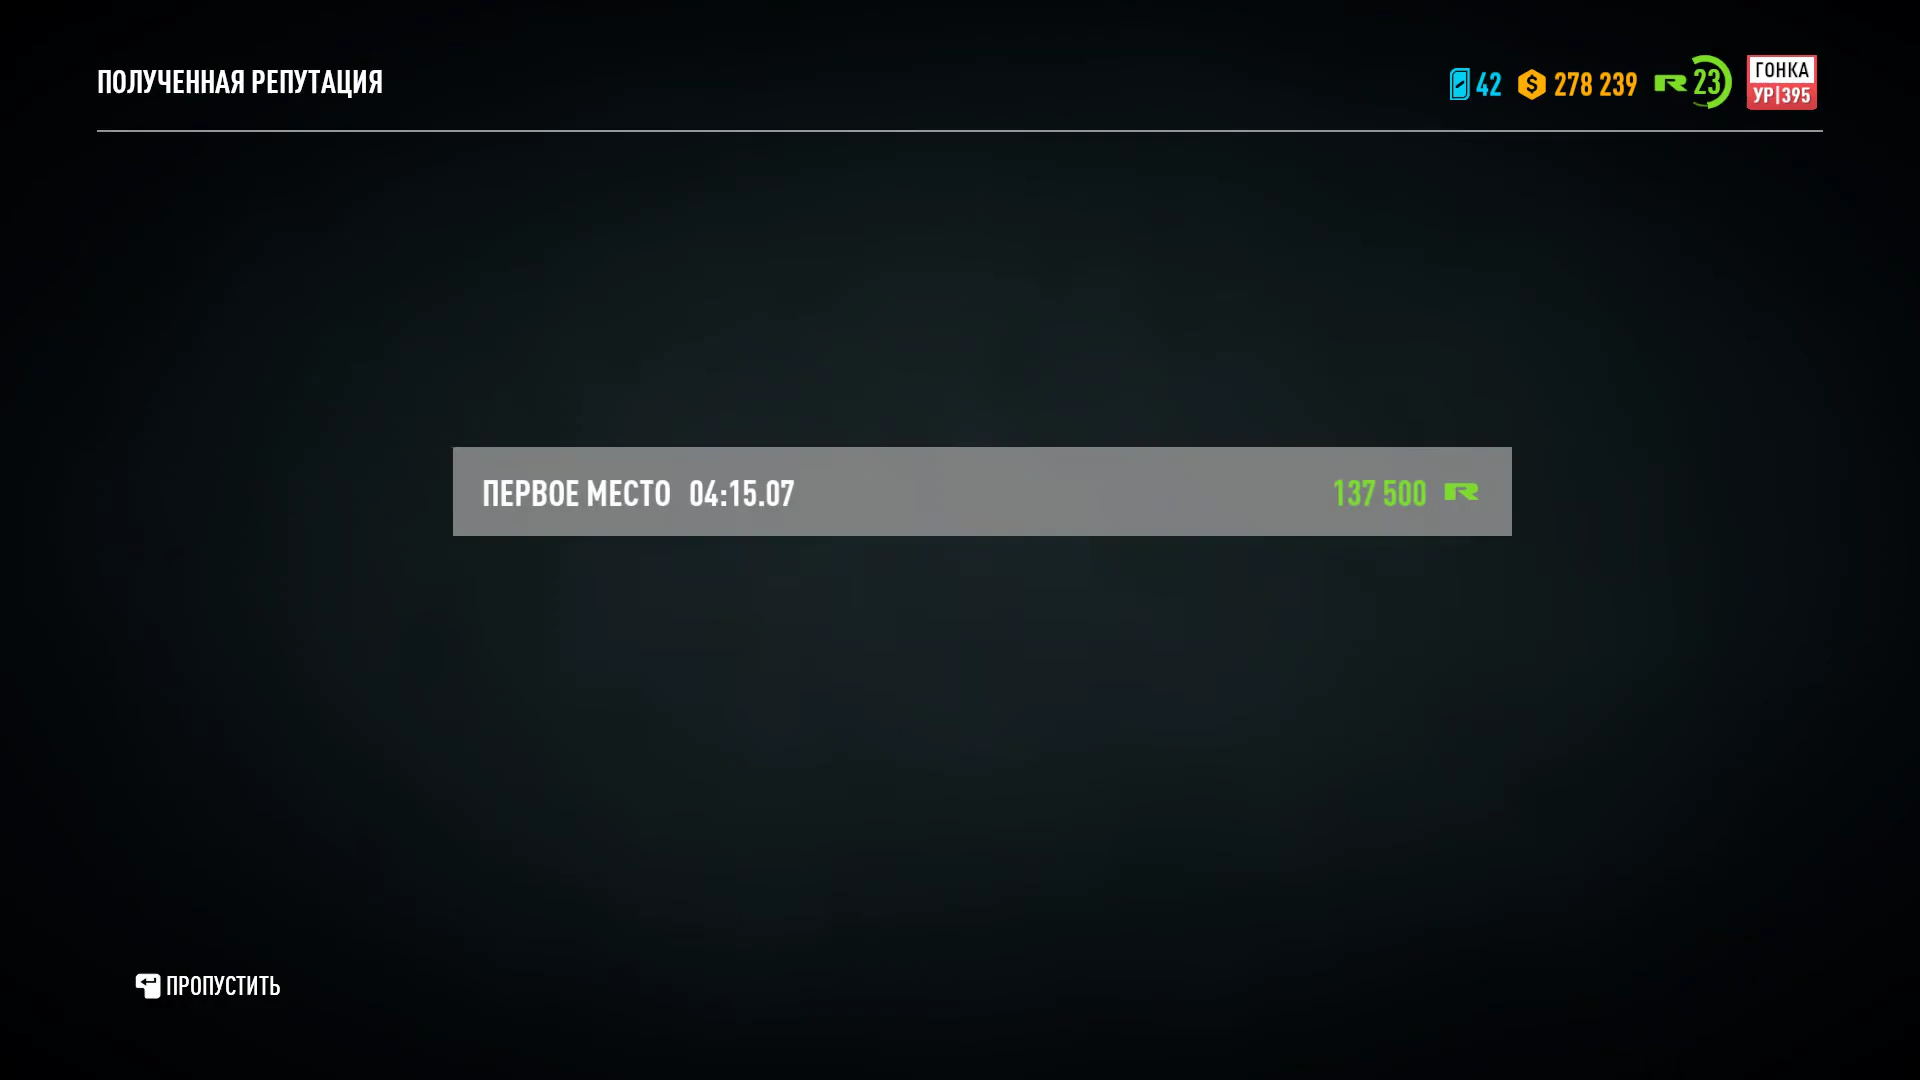 ПОЛУЧЕННАЯ РЕПУТАЦИЯ
42 278 239 23
ГОНКА
УР|395
ПЕРВОЕ МЕСТО 04:15.07 137 500
ПРОПУСТИТЬ